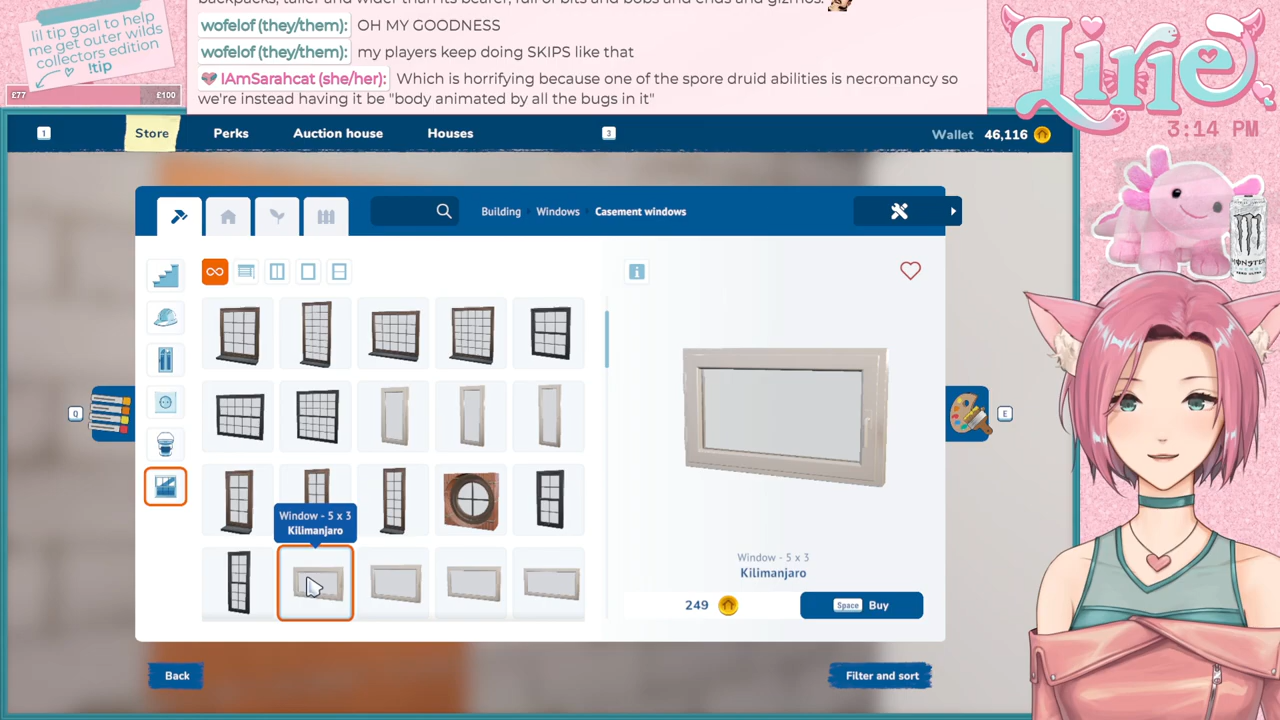 lil tip goal to help
me get outer wilds
collectors edition
!tip
£77
£100
backpacks, taller and wider than its bearer, full of bits and bobs and ends and gizmos.
wofelof (they/them): OH MY GOODNESS
wofelof (they/them): my players keep doing SKIPS like that
IAmSarahcat (she/her): Which is horrifying because one of the spore druid abilities is necromancy so
we're instead having it be "body animated by all the bugs in it"
Lirie
3:14 PM
1
Store
Perks
Auction house
Houses
3
Wallet 46,116
Building
Windows
Casement windows
Q
E
Window - 5 x 3
Kilimanjaro
Window - 5 x 3
Kilimanjaro
249
Space Buy
Back
Filter and sort